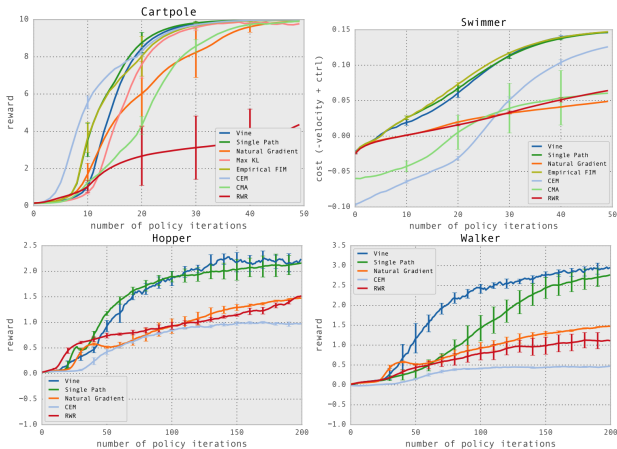 Cartpole
10
8
6
4
2
0
reward
0 10 20 30 40 50
number of policy iterations
Vine
Single Path
Natural Gradient
Max KL
Empirical FIM
CEM
CMA
RWR
Swimmer
0.15
0.10
0.05
0.00
−0.05
−0.10
cost (-velocity + ctrl)
0 10 20 30 40 50
number of policy iterations
Vine
Single Path
Natural Gradient
Empirical FIM
CEM
CMA
RWR
Hopper
2.5
2.0
1.5
1.0
0.5
0.0
−0.5
−1.0
reward
0 50 100 150 200
number of policy iterations
Vine
Single Path
Natural Gradient
CEM
RWR
Walker
3.5
3.0
2.5
2.0
1.5
1.0
0.5
0.0
−0.5
−1.0
reward
0 50 100 150 200
number of policy iterations
Vine
Single Path
Natural Gradient
CEM
RWR